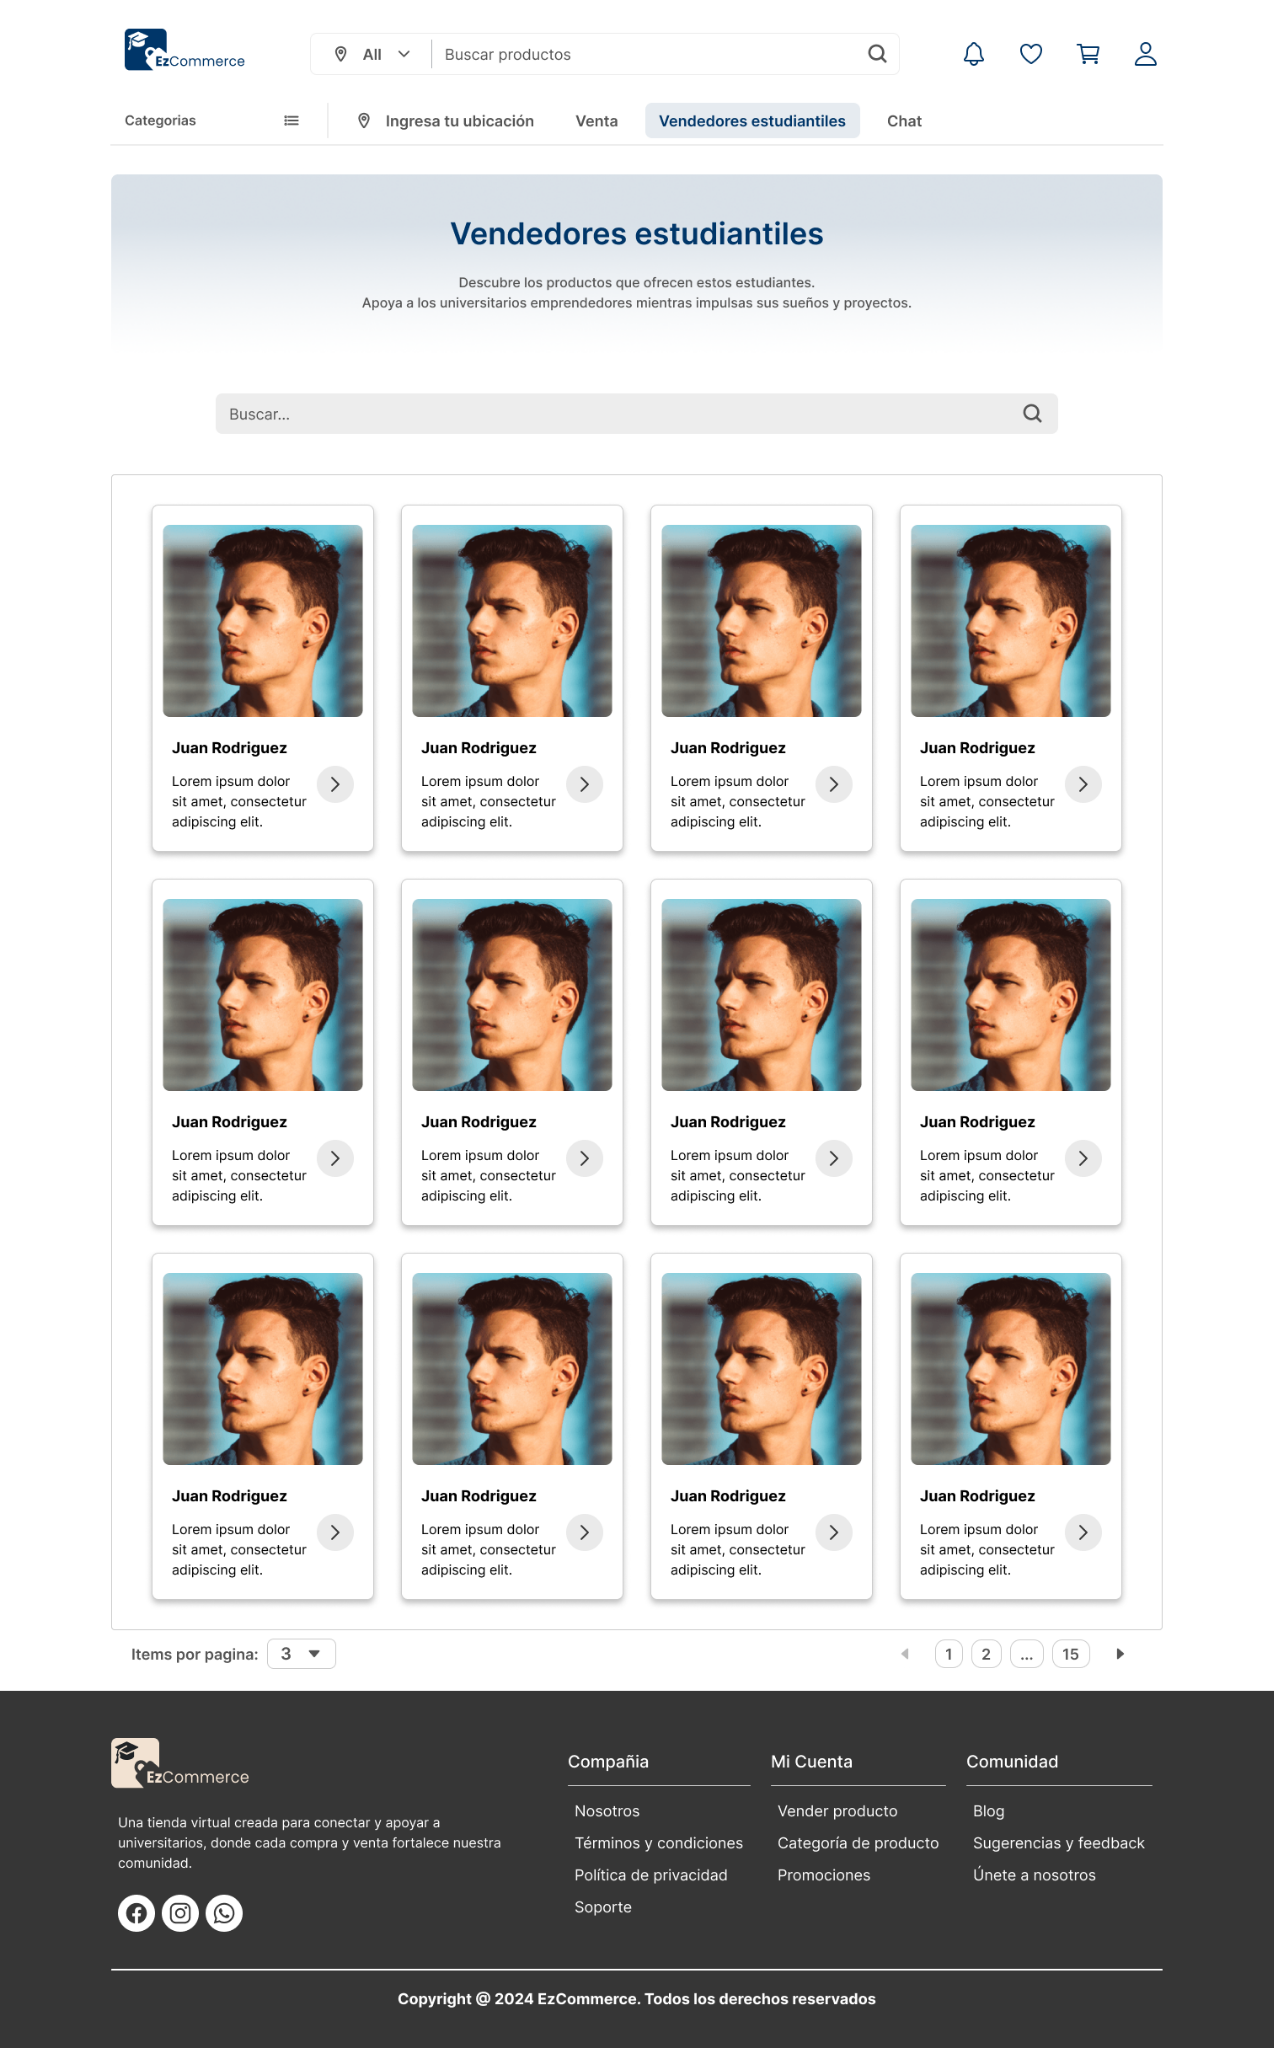 EzCommerce
All
Buscar productos
Categorias
Ingresa tu ubicación
Venta
Vendedores estudiantiles
Chat
Vendedores estudiantiles
Descubre los productos que ofrecen estos estudiantes.
Apoya a los universitarios emprendedores mientras impulsas sus sueños y proyectos.
Buscar...
Juan Rodriguez
Lorem ipsum dolor
sit amet, consectetur
adipiscing elit.
Juan Rodriguez
Lorem ipsum dolor
sit amet, consectetur
adipiscing elit.
Juan Rodriguez
Lorem ipsum dolor
sit amet, consectetur
adipiscing elit.
Juan Rodriguez
Lorem ipsum dolor
sit amet, consectetur
adipiscing elit.
Juan Rodriguez
Lorem ipsum dolor
sit amet, consectetur
adipiscing elit.
Juan Rodriguez
Lorem ipsum dolor
sit amet, consectetur
adipiscing elit.
Juan Rodriguez
Lorem ipsum dolor
sit amet, consectetur
adipiscing elit.
Juan Rodriguez
Lorem ipsum dolor
sit amet, consectetur
adipiscing elit.
Juan Rodriguez
Lorem ipsum dolor
sit amet, consectetur
adipiscing elit.
Juan Rodriguez
Lorem ipsum dolor
sit amet, consectetur
adipiscing elit.
Juan Rodriguez
Lorem ipsum dolor
sit amet, consectetur
adipiscing elit.
Juan Rodriguez
Lorem ipsum dolor
sit amet, consectetur
adipiscing elit.
Items por pagina: 3
1 2 ... 15
EzCommerce
Una tienda virtual creada para conectar y apoyar a
universitarios, donde cada compra y venta fortalece nuestra
comunidad.
Compañia
Nosotros
Términos y condiciones
Política de privacidad
Soporte
Mi Cuenta
Vender producto
Categoría de producto
Promociones
Comunidad
Blog
Sugerencias y feedback
Únete a nosotros
Copyright @ 2024 EzCommerce. Todos los derechos reservados